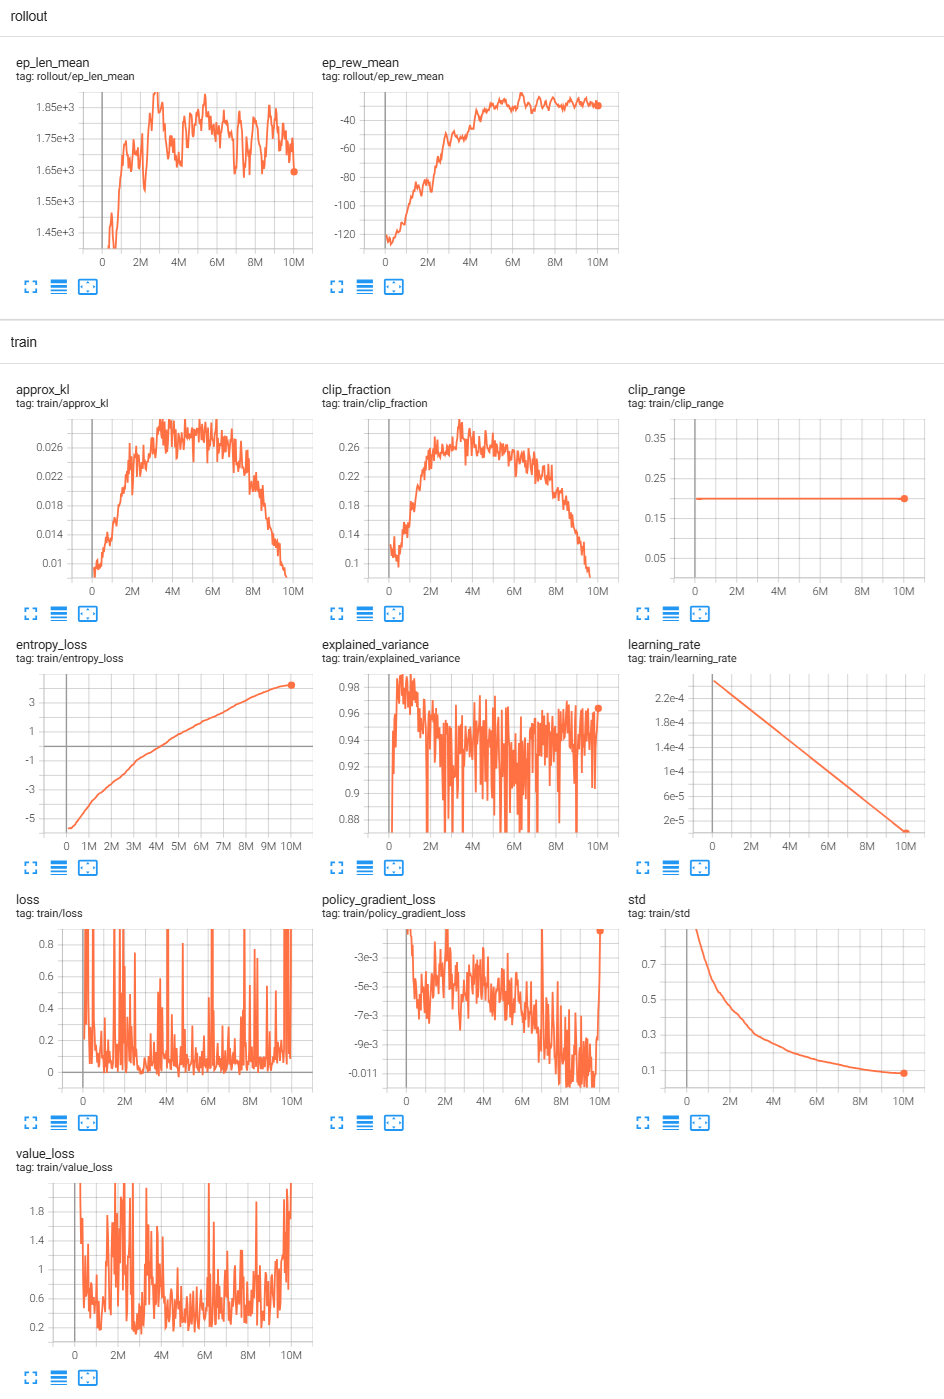 rollout
ep_len_mean
tag: rollout/ep_len_mean
1.85e+3
1.75e+3
1.65e+3
1.55e+3
1.45e+3
0 2M 4M 6M 8M 10M
ep_rew_mean
tag: rollout/ep_rew_mean
-40
-60
-80
-100
-120
0 2M 4M 6M 8M 10M
train
approx_kl
tag: train/approx_kl
0.026
0.022
0.018
0.014
0.01
0 2M 4M 6M 8M 10M
clip_fraction
tag: train/clip_fraction
0.26
0.22
0.18
0.14
0.1
0 2M 4M 6M 8M 10M
clip_range
tag: train/clip_range
0.35
0.25
0.15
0.05
0 2M 4M 6M 8M 10M
entropy_loss
tag: train/entropy_loss
3
1
-1
-3
-5
0 1M 2M 3M 4M 5M 6M 7M 8M 9M 10M
explained_variance
tag: train/explained_variance
0.98
0.96
0.94
0.92
0.9
0.88
0 2M 4M 6M 8M 10M
learning_rate
tag: train/learning_rate
2.2e-4
1.8e-4
1.4e-4
1e-4
6e-5
2e-5
0 2M 4M 6M 8M 10M
loss
tag: train/loss
0.8
0.6
0.4
0.2
0
0 2M 4M 6M 8M 10M
policy_gradient_loss
tag: train/policy_gradient_loss
-3e-3
-5e-3
-7e-3
-9e-3
-0.011
0 2M 4M 6M 8M 10M
std
tag: train/std
0.7
0.5
0.3
0.1
0 2M 4M 6M 8M 10M
value_loss
tag: train/value_loss
1.8
1.4
1
0.6
0.2
0 2M 4M 6M 8M 10M